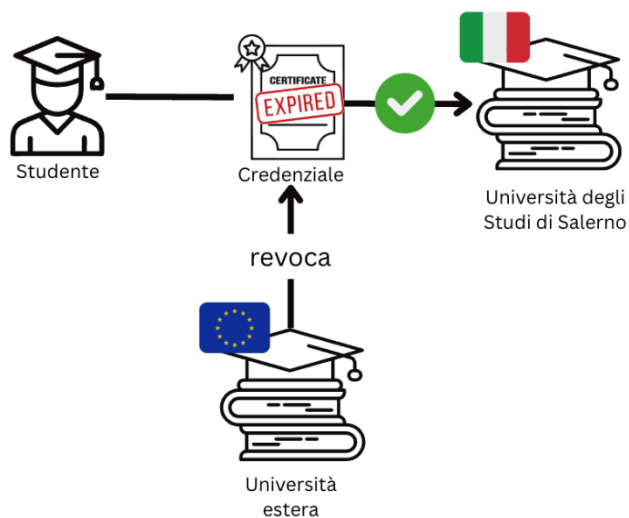 CERTIFICATE
EXPIRED
Studente
Credenziale
Università degli
Studi di Salerno
revoca
Università
estera